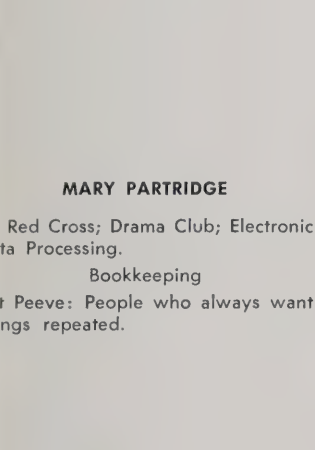 MARY PARTRIDGE
Red Cross; Drama Club; Electronic
ta Processing.
Bookkeeping
t Peeve: People who always want
ngs repeated.